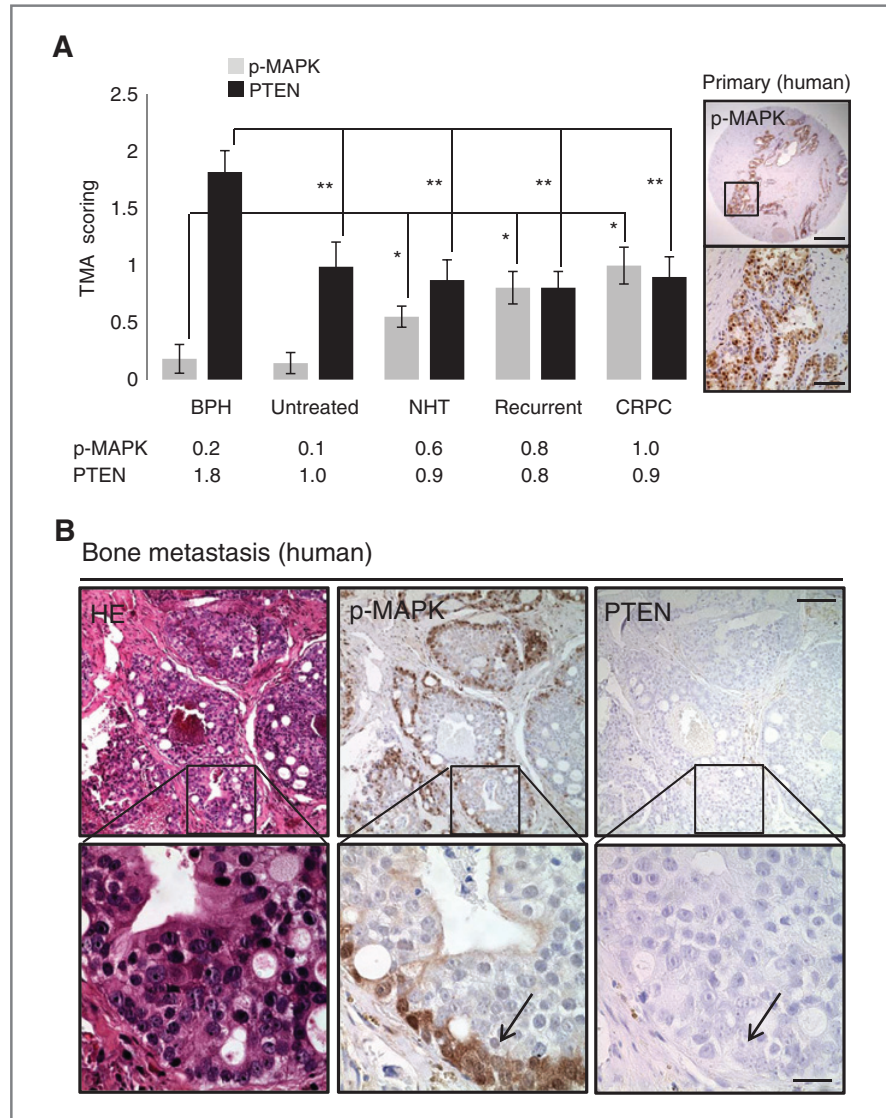 A
p-MAPK
PTEN
2.5
2
1.5
1
0.5
0
TMA scoring
** ** ** **
* * *
BPH Untreated NHT Recurrent CRPC
p-MAPK 0.2 0.1 0.6 0.8 1.0
PTEN 1.8 1.0 0.9 0.8 0.9
Primary (human)
p-MAPK
B
Bone metastasis (human)
HE p-MAPK PTEN